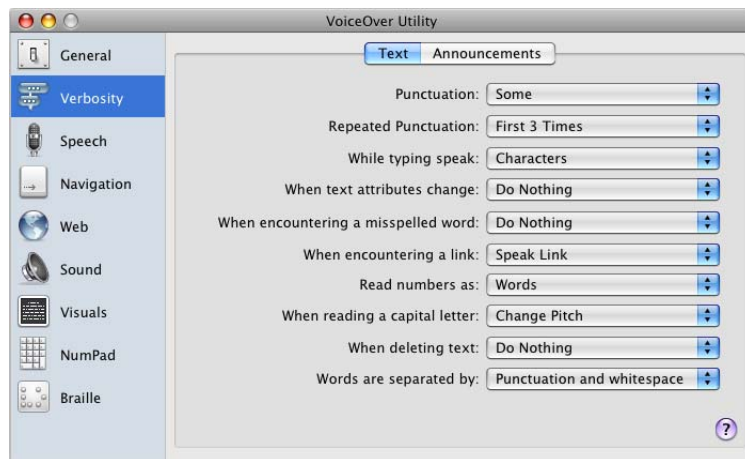 VoiceOver Utility
General
Verbosity
Speech
Navigation
Web
Sound
Visuals
NumPad
Braille
Text Announcements
Punctuation: Some
Repeated Punctuation: First 3 Times
While typing speak: Characters
When text attributes change: Do Nothing
When encountering a misspelled word: Do Nothing
When encountering a link: Speak Link
Read numbers as: Words
When reading a capital letter: Change Pitch
When deleting text: Do Nothing
Words are separated by: Punctuation and whitespace
?